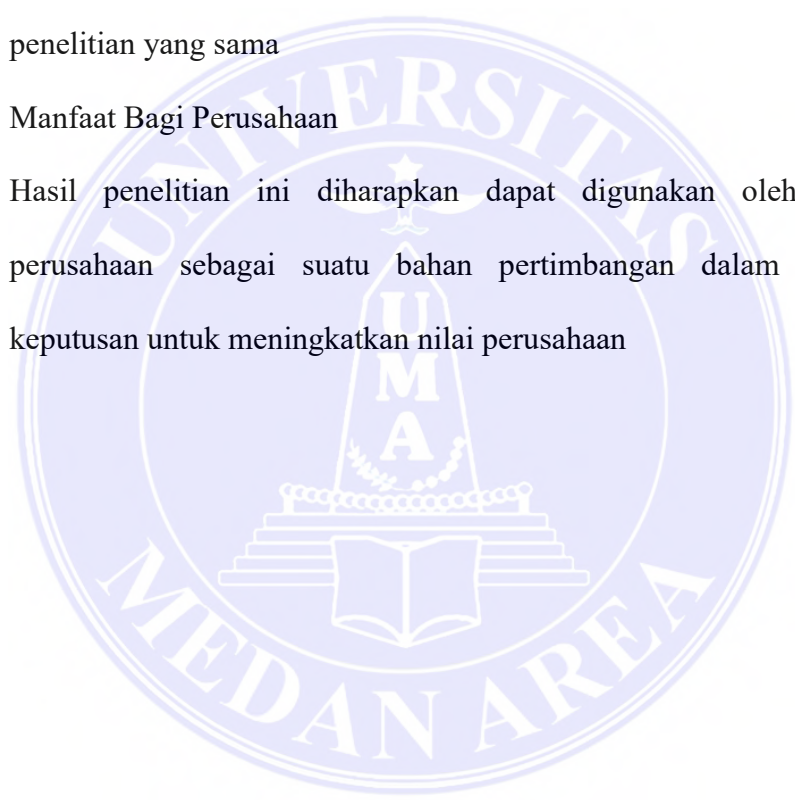 penelitian yang sama
Manfaat Bagi Perusahaan
Hasil penelitian ini diharapkan dapat digunakan oleh
perusahaan sebagai suatu bahan pertimbangan dalam
keputusan untuk meningkatkan nilai perusahaan
UNIVERSITAS
UMA
MEDAN AREA